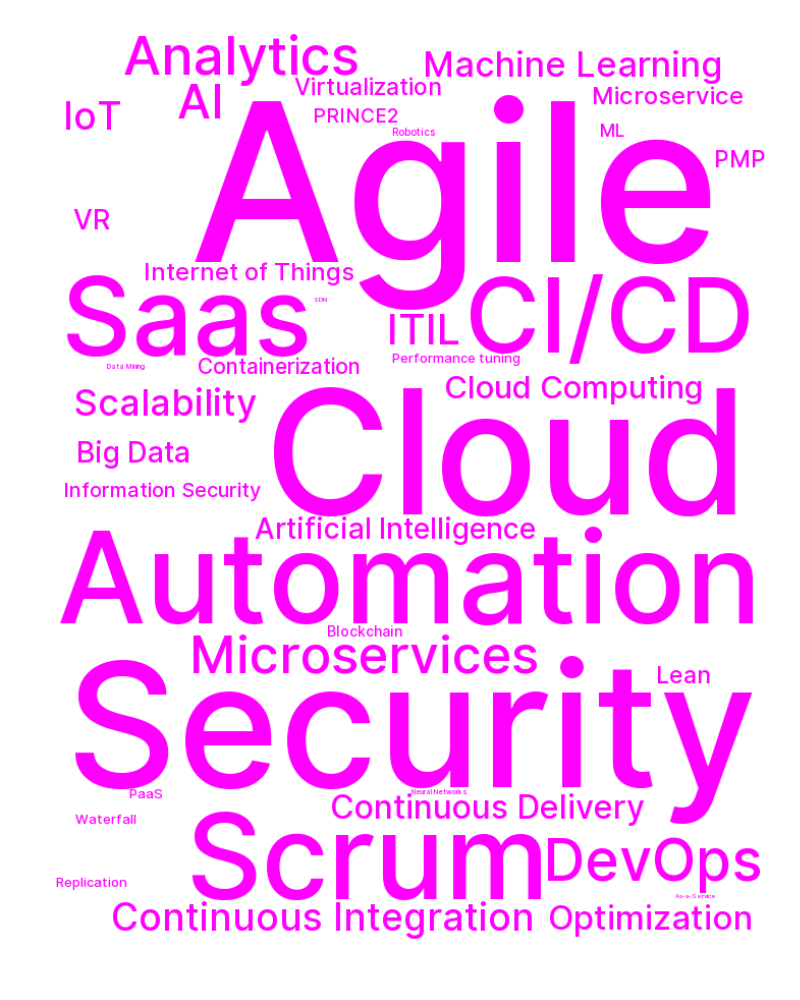 Analytics
Machine Learning
Virtualization
AI
Microservice
IoT
PRINCE2
Robotics
ML
Agile
PMP
VR
Internet of Things
Saas
SDN
CI/CD
ITIL
Performance tuning
Data Mining
Containerization
Cloud Computing
Scalability
Cloud
Big Data
Information Security
Artificial Intelligence
Automation
Blockchain
Microservices
Lean
Security
Neural Networks
PaaS
Continuous Delivery
Waterfall
Scrum
DevOps
Replication
As-a-Service
Continuous Integration
Optimization